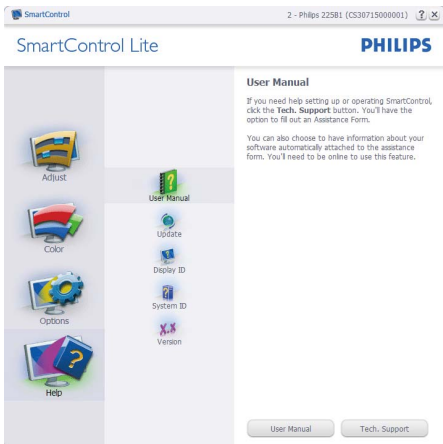 SmartControl
2 - Philips 225B1 (CS30715000001)
? X
SmartControl Lite
PHILIPS
Adjust
Color
Options
Help
User Manual
Update
Display ID
System ID
X.X
Version
User Manual
If you need help setting up or operating SmartControl,
click the Tech. Support button. You'll have the
option to fill out an Assistance Form.
You can also choose to have information about your
software automatically attached to the assistance
form. You'll need to be online to use this feature.
User Manual
Tech. Support